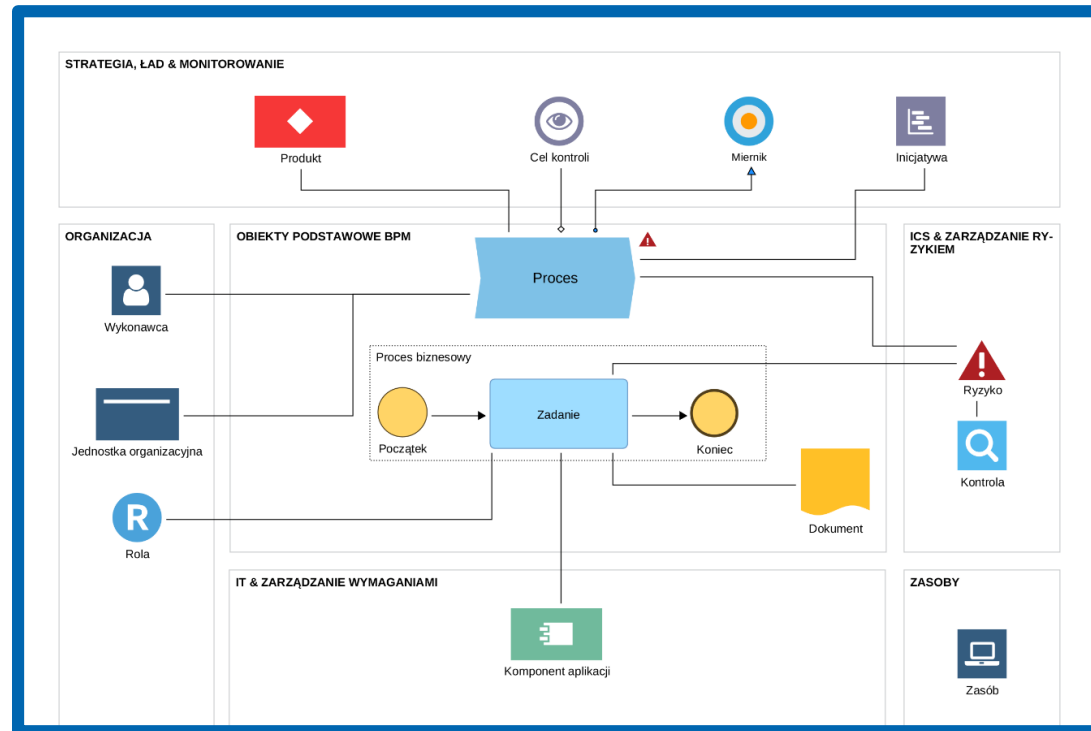 STRATEGIA, ŁAD & MONITOROWANIE
Produkt
Cel kontroli
Miernik
Inicjatywa
ORGANIZACJA
Wykonawca
Jednostka organizacyjna
R
Rola
OBIEKTY PODSTAWOWE BPM
Proces
Proces biznesowy
Początek
Zadanie
Koniec
Dokument
ICS & ZARZĄDZANIE RY-
ZYKIEM
Ryzyko
Kontrola
IT & ZARZĄDZANIE WYMAGANIAMI
Komponent aplikacji
ZASOBY
Zasób